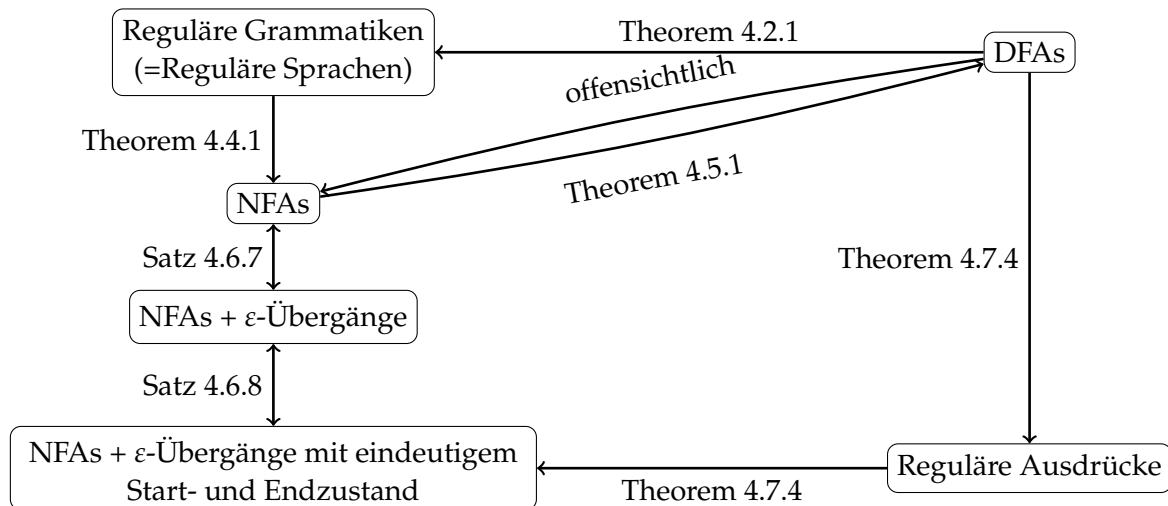 Reguläre Grammatiken
(=Reguläre Sprachen)
Theorem 4.2.1
DFAs
offensichtlich
Theorem 4.4.1
Theorem 4.5.1
NFAs
Satz 4.6.7
Theorem 4.7.4
NFAs + ε-Übergänge
Satz 4.6.8
NFAs + ε-Übergänge mit eindeutigem
Start- und Endzustand
Theorem 4.7.4
Reguläre Ausdrücke